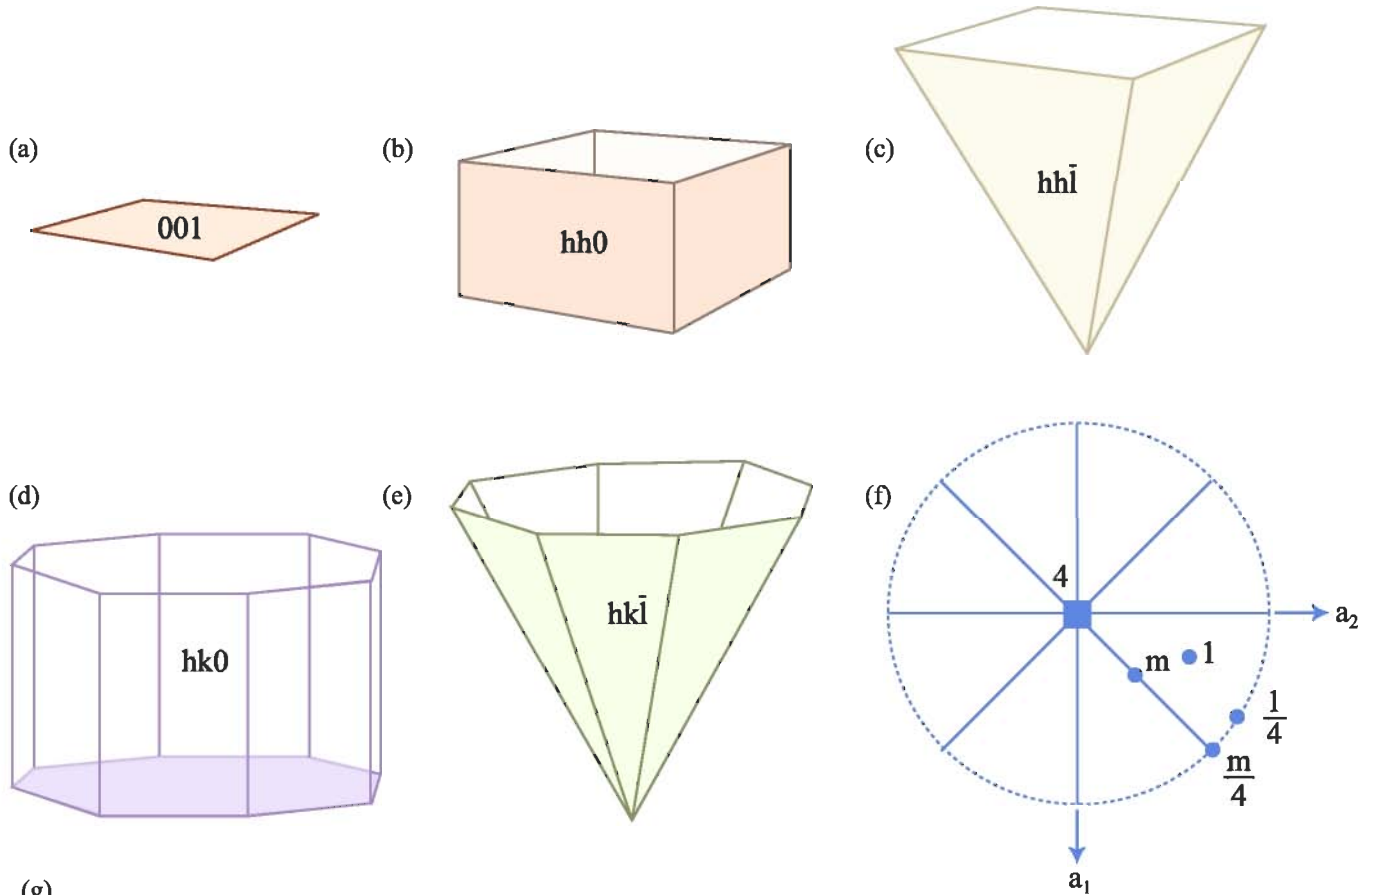 (a)
001
(b)
hh0
(c)
hhl̄
(d)
hk0
(e)
hkl̄
(f)
4
m
1
1/4
m/4
a₂
a₁
(g)